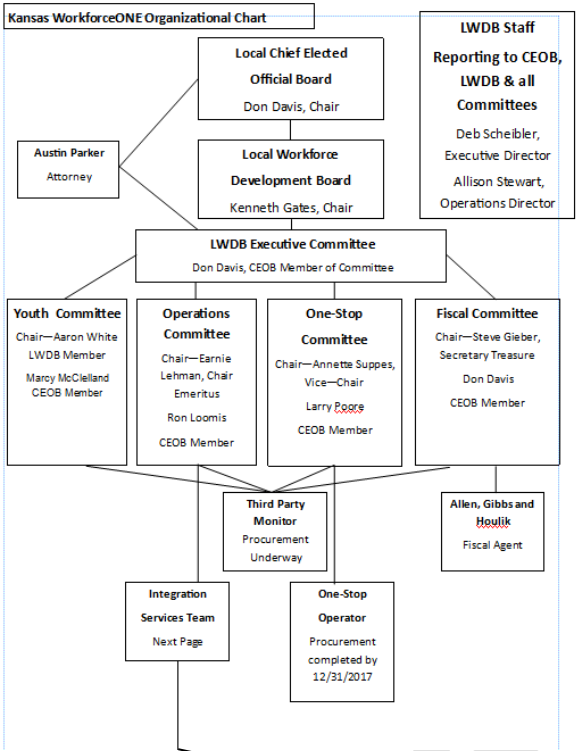 Kansas WorkforceONE Organizational Chart
LWDB Staff
Reporting to CEOB,
LWDB & all
Committees
Deb Scheibler,
Executive Director
Allison Stewart,
Operations Director
Local Chief Elected
Official Board
Don Davis, Chair
Austin Parker
Attorney
Local Workforce
Development Board
Kenneth Gates, Chair
LWDB Executive Committee
Don Davis, CEOB Member of Committee
Youth Committee
Chair—Aaron White
LWDB Member
Marcy McClelland
CEOB Member
Operations
Committee
Chair—Earnie
Lehman, Chair
Emeritus
Ron Loomis
CEOB Member
One-Stop
Committee
Chair—Annette Suppes,
Vice—Chair
Larry Poore
CEOB Member
Fiscal Committee
Chair—Steve Gieber,
Secretary Treasure
Don Davis
CEOB Member
Third Party
Monitor
Procurement
Underway
Allen, Gibbs and
Houlik
Fiscal Agent
Integration
Services Team
Next Page
One-Stop
Operator
Procurement
completed by
12/31/2017